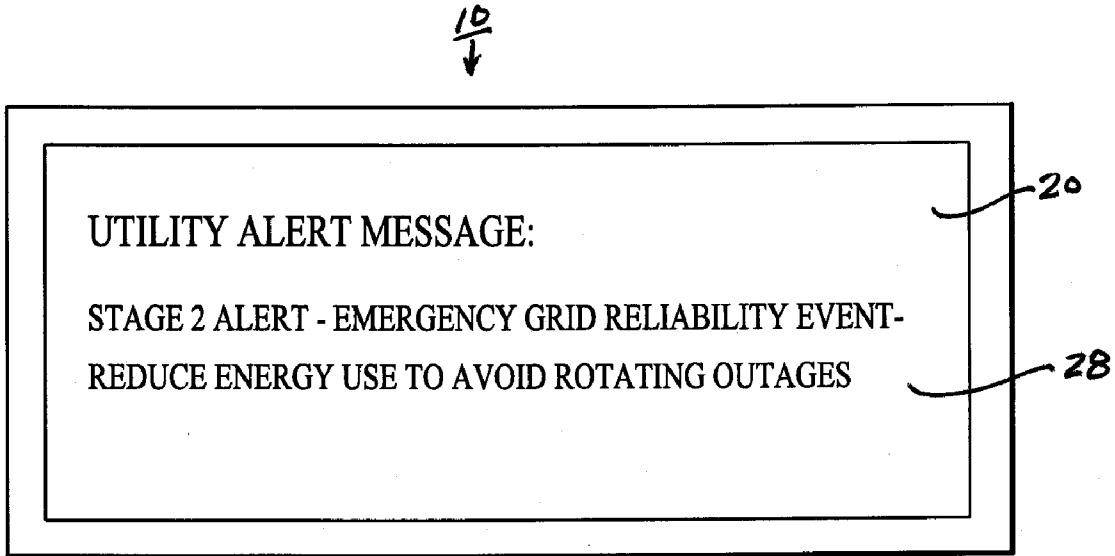 10
20
UTILITY ALERT MESSAGE:
STAGE 2 ALERT - EMERGENCY GRID RELIABILITY EVENT-
28
REDUCE ENERGY USE TO AVOID ROTATING OUTAGES